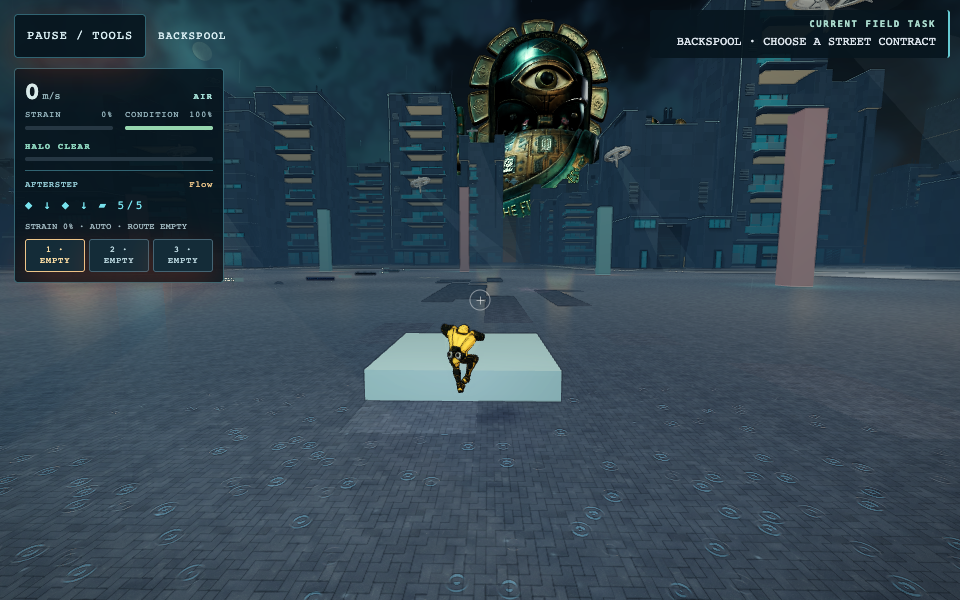 PAUSE / TOOLS
BACKSPOOL
CURRENT FIELD TASK
BACKSPOOL • CHOOSE A STREET CONTRACT
0 m/s
AIR
STRAIN 0%
CONDITION 100%
HALO CLEAR
AFTERSTEP
Flow
◆ ↓ ◆ ↓ ▰ 5/5
STRAIN 0% • AUTO • ROUTE EMPTY
1 •
EMPTY
2 •
EMPTY
3 •
EMPTY